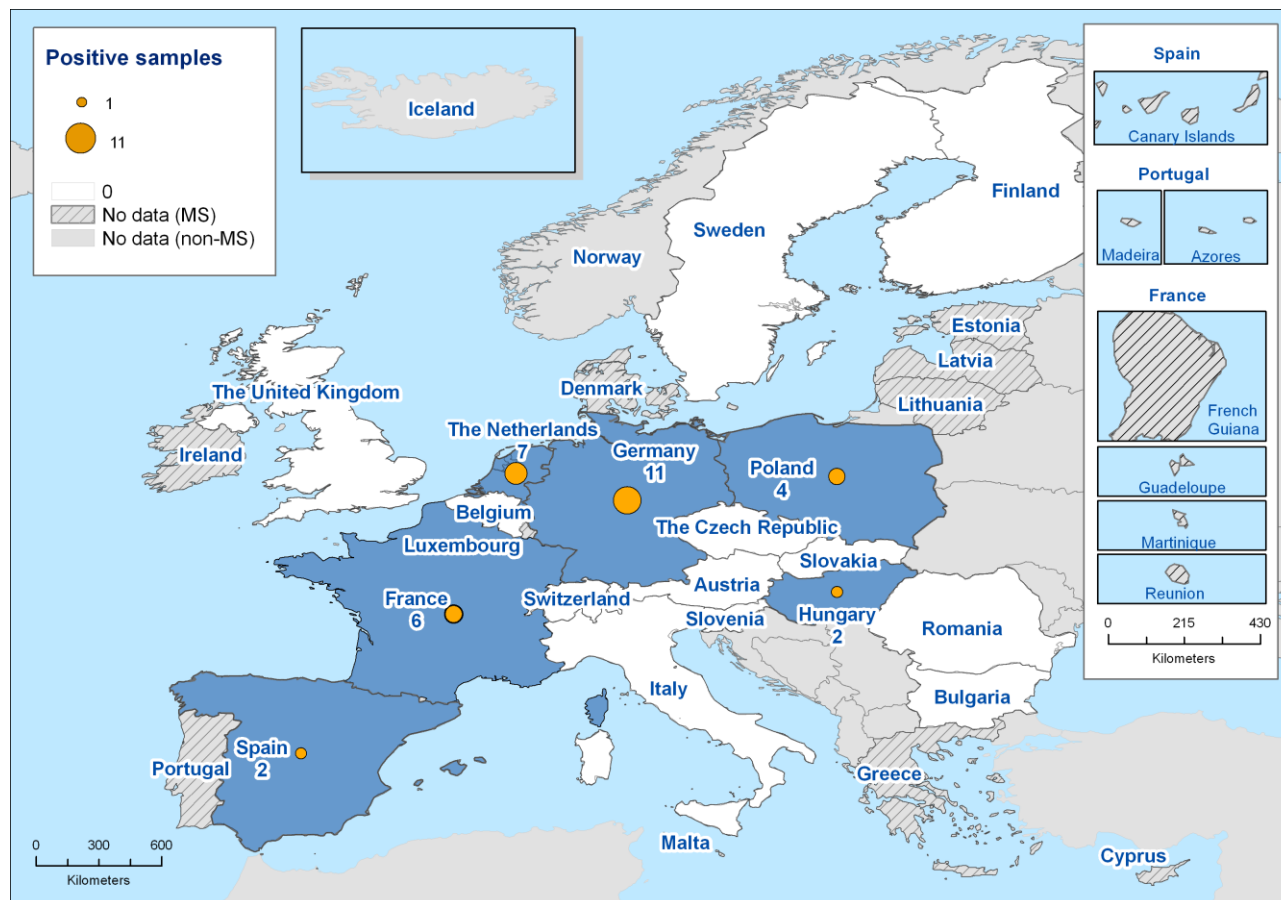 Positive samples
1
11
0
No data (MS)
No data (non-MS)
Iceland
Norway
Sweden
Finland
Estonia
Latvia
Lithuania
Denmark
The United Kingdom
Ireland
The Netherlands
7
Germany
11
Poland
4
Belgium
Luxembourg
The Czech Republic
Slovakia
Austria
Switzerland
Slovenia
Hungary
2
France
6
Romania
Bulgaria
Italy
Spain
2
Portugal
Greece
Malta
Cyprus
0 300 600
Kilometers
Spain
Canary Islands
Portugal
Madeira
Azores
France
French
Guiana
Guadeloupe
Martinique
Reunion
0 215 430
Kilometers